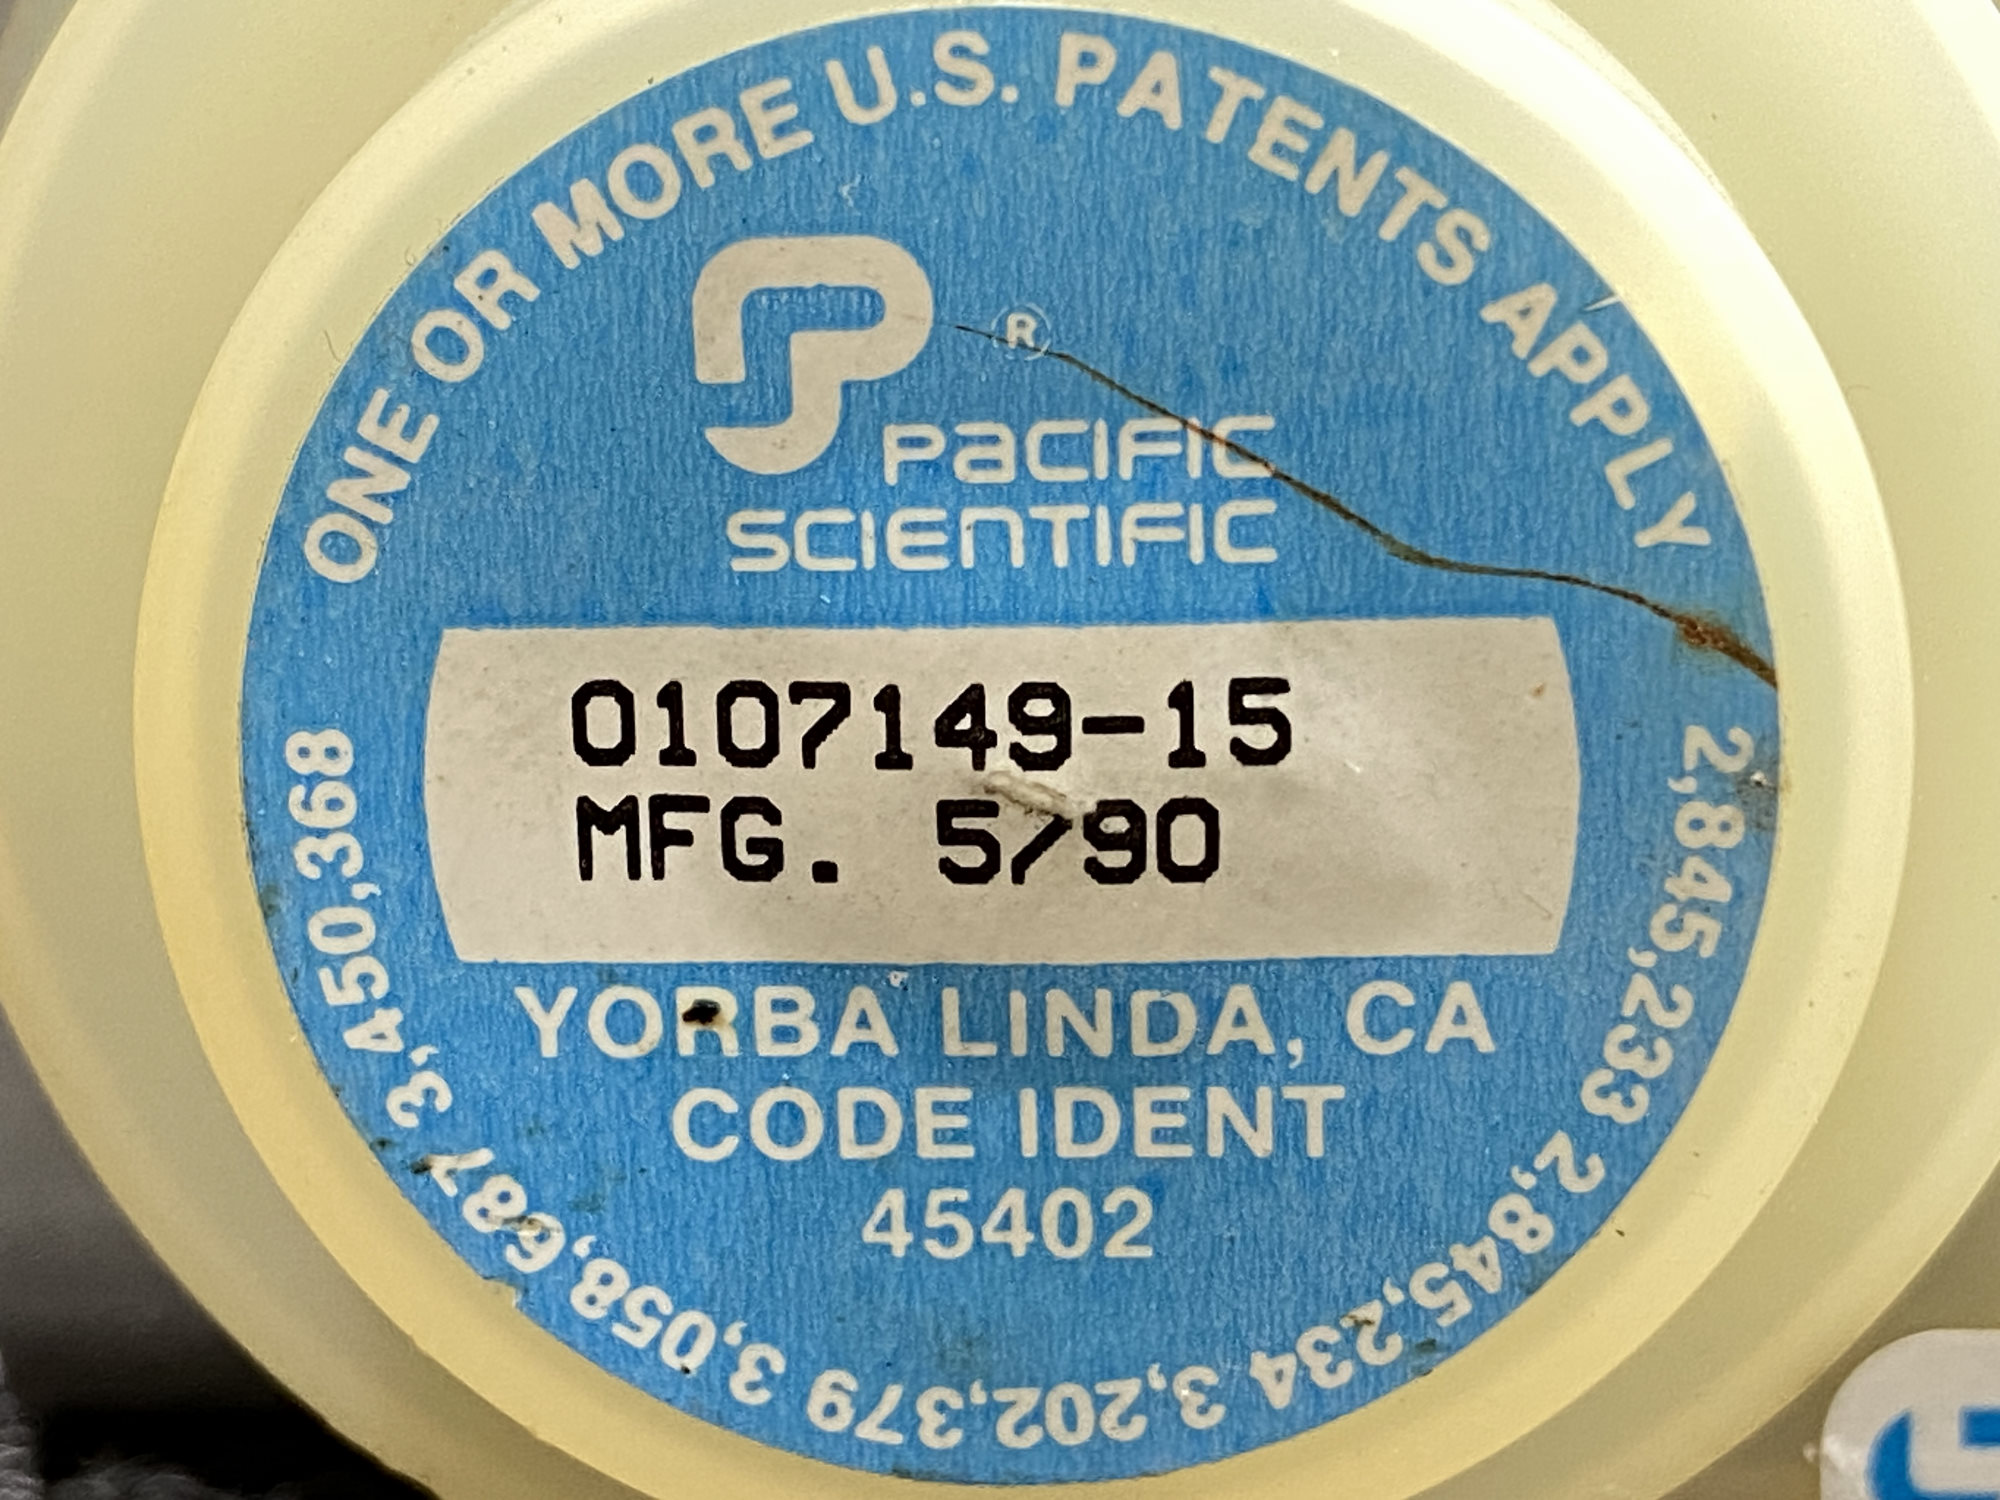 ONE OR MORE U.S. PATENTS APPLY
®
PACIFIC
SCIENTIFIC
0107149-15
MFG. 5/90
YORBA LINDA, CA
CODE IDENT
45402
2,845,233 2,845,234 3,202,379 3,058,687 3,450,368